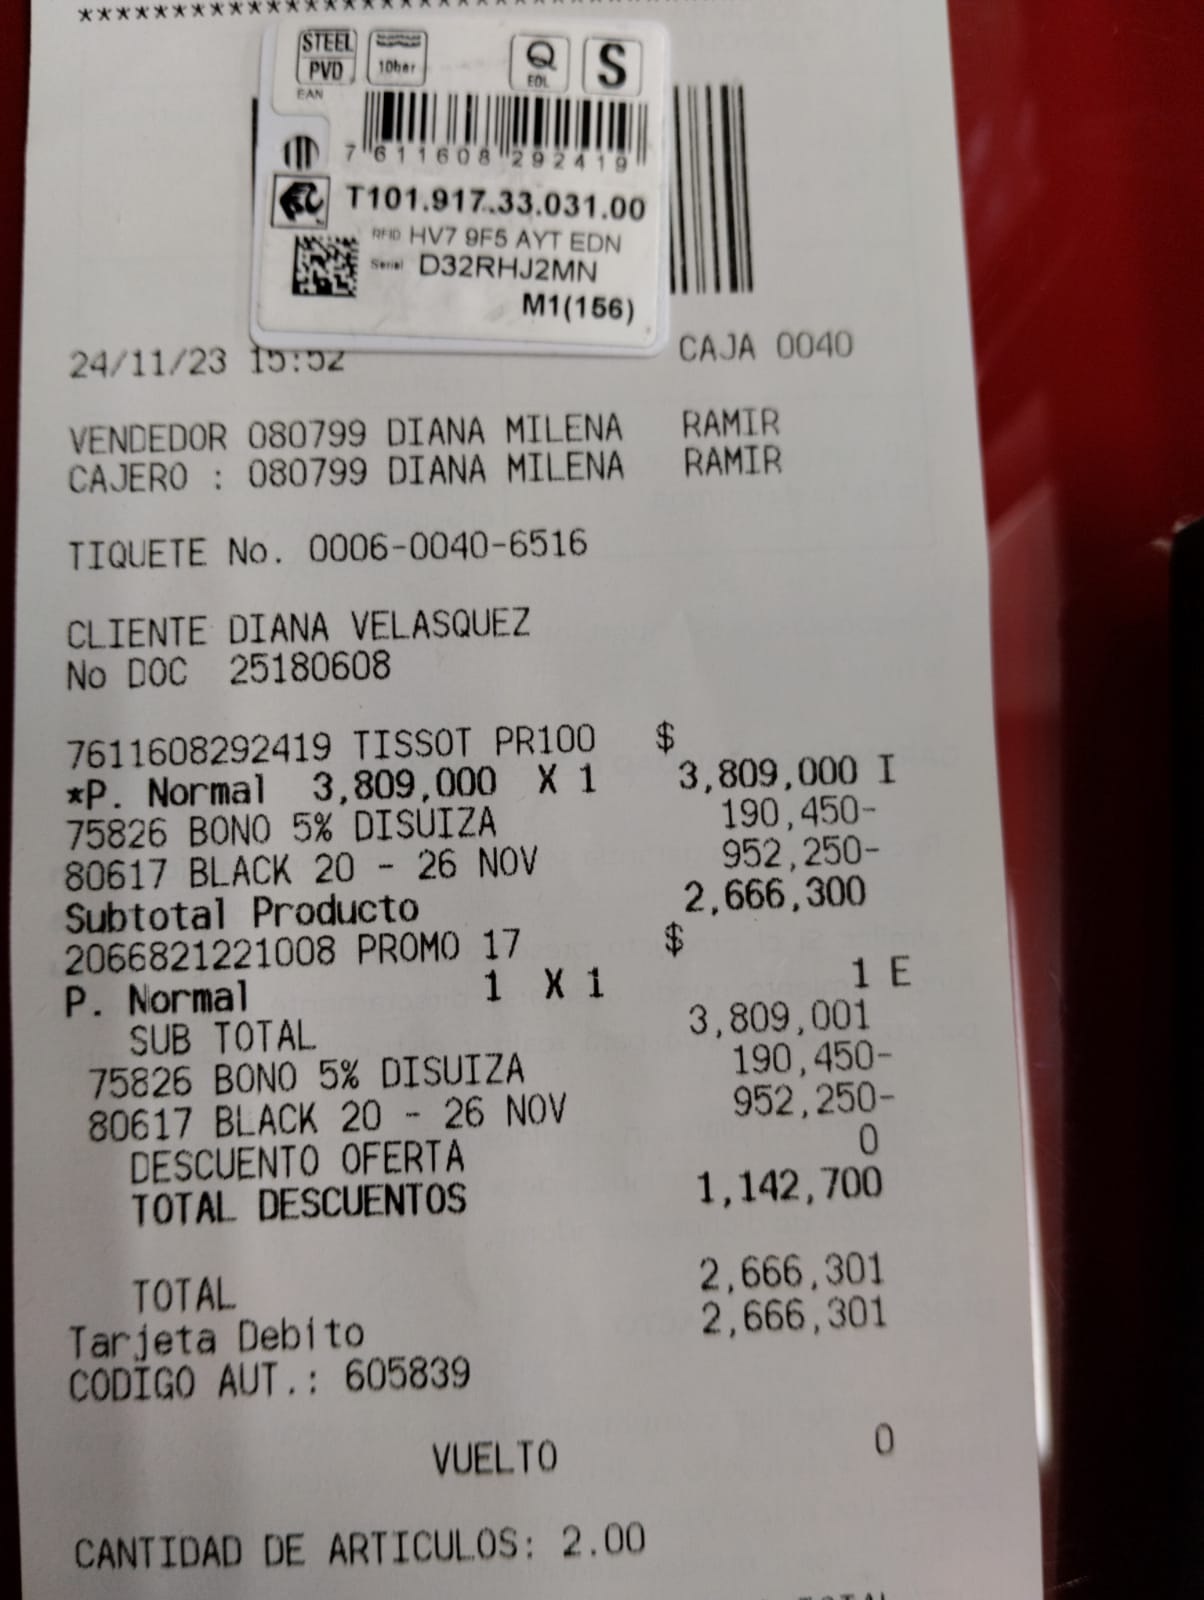 ************************************
STEEL
PVD
10bar
Q
EOL
S
EAN
7 611608 292419
T101.917.33.031.00
RFID HV7 9F5 AYT EDN
Serial D32RHJ2MN
M1(156)
24/11/23 15:52 CAJA 0040
VENDEDOR 080799 DIANA MILENA RAMIR
CAJERO : 080799 DIANA MILENA RAMIR
TIQUETE No. 0006-0040-6516
CLIENTE DIANA VELASQUEZ
No DOC 25180608
7611608292419 TISSOT PR100 $
*P. Normal 3,809,000 X 1 3,809,000 I
75826 BONO 5% DISUIZA 190,450-
80617 BLACK 20 - 26 NOV 952,250-
Subtotal Producto 2,666,300
2066821221008 PROMO 17 $
P. Normal 1 X 1 1 E
SUB TOTAL 3,809,001
75826 BONO 5% DISUIZA 190,450-
80617 BLACK 20 - 26 NOV 952,250-
DESCUENTO OFERTA 0
TOTAL DESCUENTOS 1,142,700
TOTAL 2,666,301
Tarjeta Debito 2,666,301
CODIGO AUT.: 605839
VUELTO 0
CANTIDAD DE ARTICULOS: 2.00